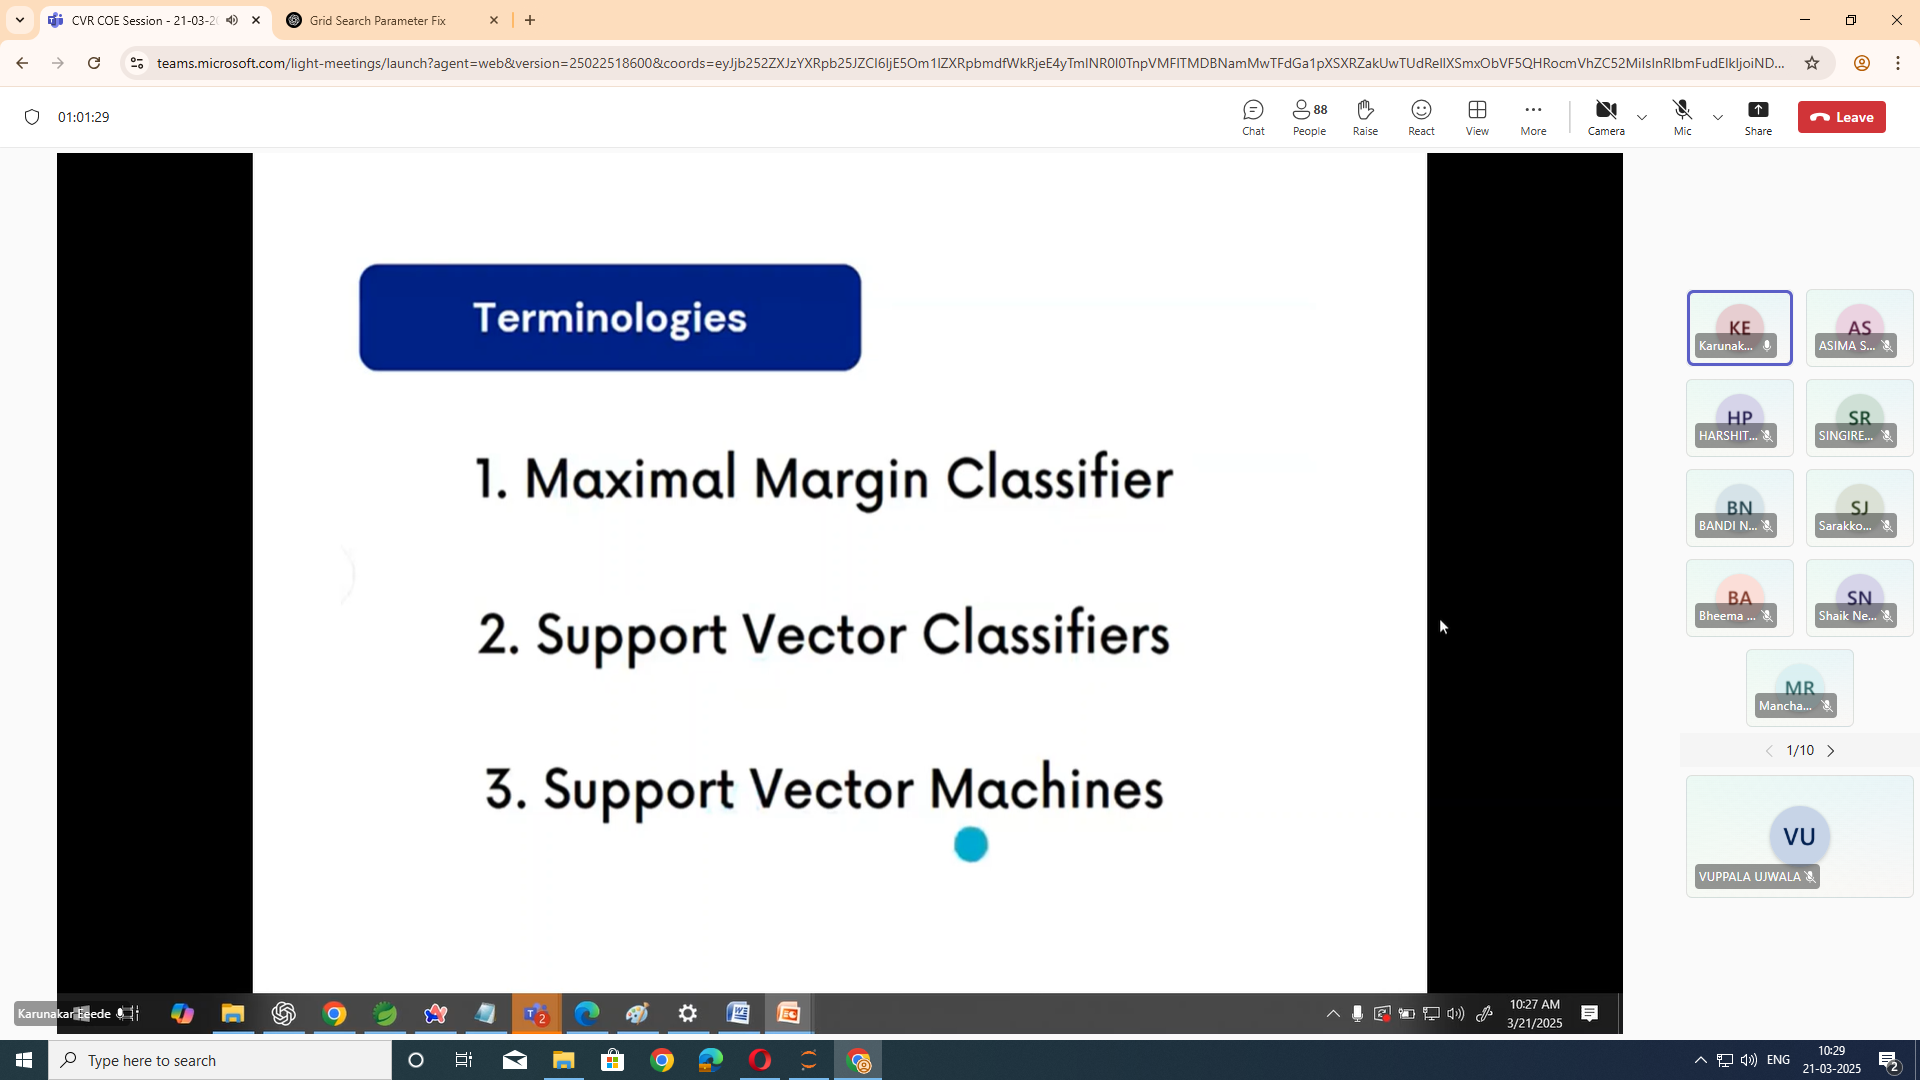 CVR COE Session - 21-03-2
Grid Search Parameter Fix
teams.microsoft.com/light-meetings/launch?agent=web&version=25022518600&coords=
01:01:29
Chat
88
People
Raise
React
View
More
Camera
Mic
Share
Leave
Terminologies
1. Maximal Margin Classifier
2. Support Vector Classifiers
3. Support Vector Machines
KE
Karunak...
AS
ASIMA S...
HP
HARSHIT...
SR
SINGIRE...
BN
BANDI N...
SJ
Sarakko...
BA
Bheema ...
SN
Shaik Ne...
MR
Mancha...
1/10
VU
VUPPALA UJWALA
Karunakar Eeede
2
10:27 AM
3/21/2025
Type here to search
ENG
10:29
21-03-2025
2